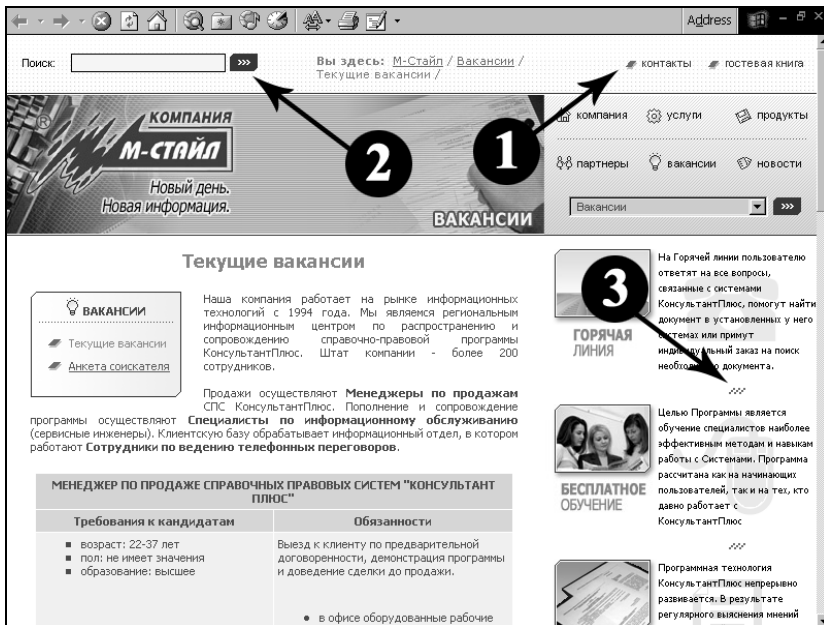 Address
Поиск:
>>>
Вы здесь: М-Стайл / Вакансии /
Текущие вакансии /
контакты
гостевая книга
КОМПАНИЯ
М-СТАЙЛ
Новый день.
Новая информация.
ВАКАНСИИ
2
1
компания
услуги
продукты
партнеры
вакансии
новости
Вакансии
>>>
Текущие вакансии
ВАКАНСИИ
Текущие вакансии
Анкета соискателя
Наша компания работает на рынке информационных
технологий с 1994 года. Мы являемся региональным
информационным центром по распространению и
сопровождению справочно-правовой программы
КонсультантПлюс. Штат компании - более 200
сотрудников.
Продажи осуществляют Менеджеры по продажам
СПС КонсультантПлюс. Пополнение и сопровождение
программы осуществляют Специалисты по информационному обслуживанию
(сервисные инженеры). Клиентскую базу обрабатывает информационный отдел, в котором
работают Сотрудники по ведению телефонных переговоров.
МЕНЕДЖЕР ПО ПРОДАЖЕ СПРАВОЧНЫХ ПРАВОВЫХ СИСТЕМ "КОНСУЛЬТАНТ
ПЛЮС"
Требования к кандидатам
Обязанности
возраст: 22-37 лет
пол: не имеет значения
образование: высшее
Выезд к клиенту по предварительной
договоренности, демонстрация программы
и доведение сделки до продажи.
в офисе оборудованные рабочие
3
ГОРЯЧАЯ
ЛИНИЯ
На Горячей линии пользователю
ответят на все вопросы,
связанные с системами
КонсультантПлюс, помогут найти
документ в установленных у него
системах или примут
индивидуальный заказ на поиск
необходимого документа.
БЕСПЛАТНОЕ
ОБУЧЕНИЕ
Целью Программы является
обучение специалистов наиболее
эффективным методам и навыкам
работы с Системами. Программа
рассчитана как на начинающих
пользователей, так и на тех, кто
давно работает с
КонсультантПлюс
Программная технология
КонсультантПлюс непрерывно
развивается. В результате
регулярного выяснения мнений